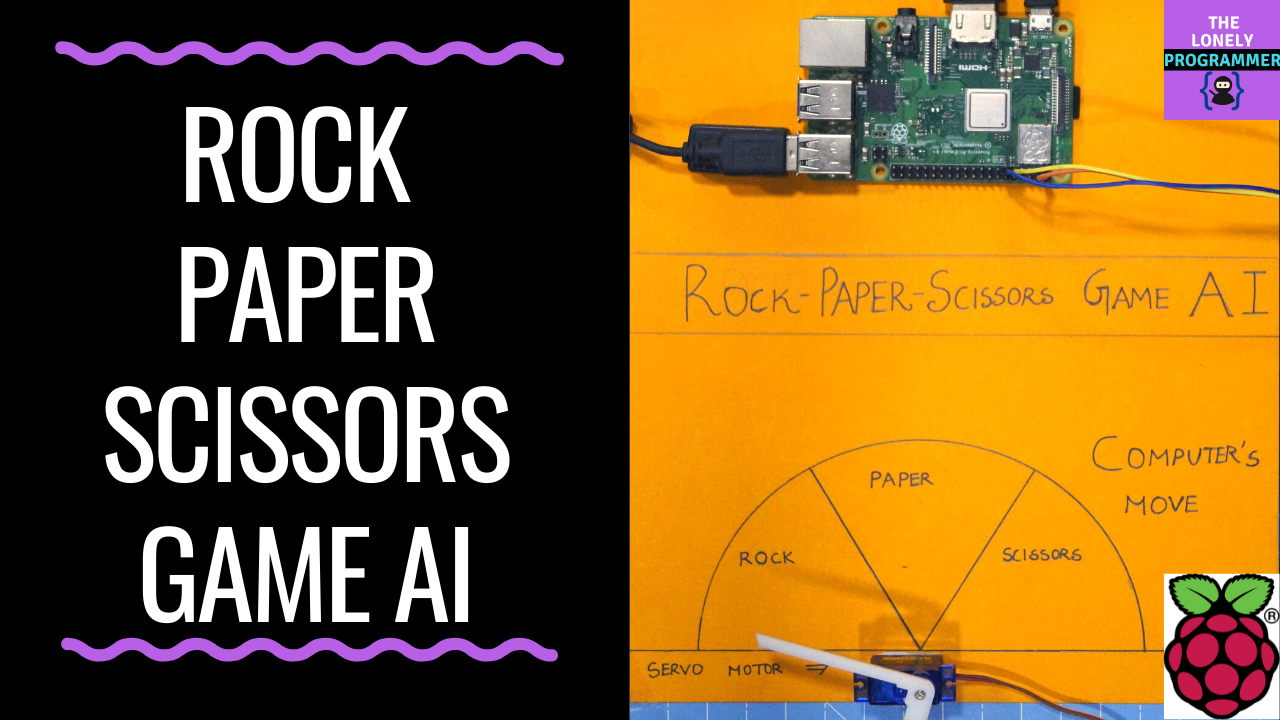 ROCK
PAPER
SCISSORS
GAME AI
THE
LONELY
PROGRAMMER
{ }
HDMI
ROCK-PAPER-SCISSORS GAME AI
COMPUTER'S
MOVE
PAPER
ROCK
SCISSORS
SERVO MOTOR ⇒
®